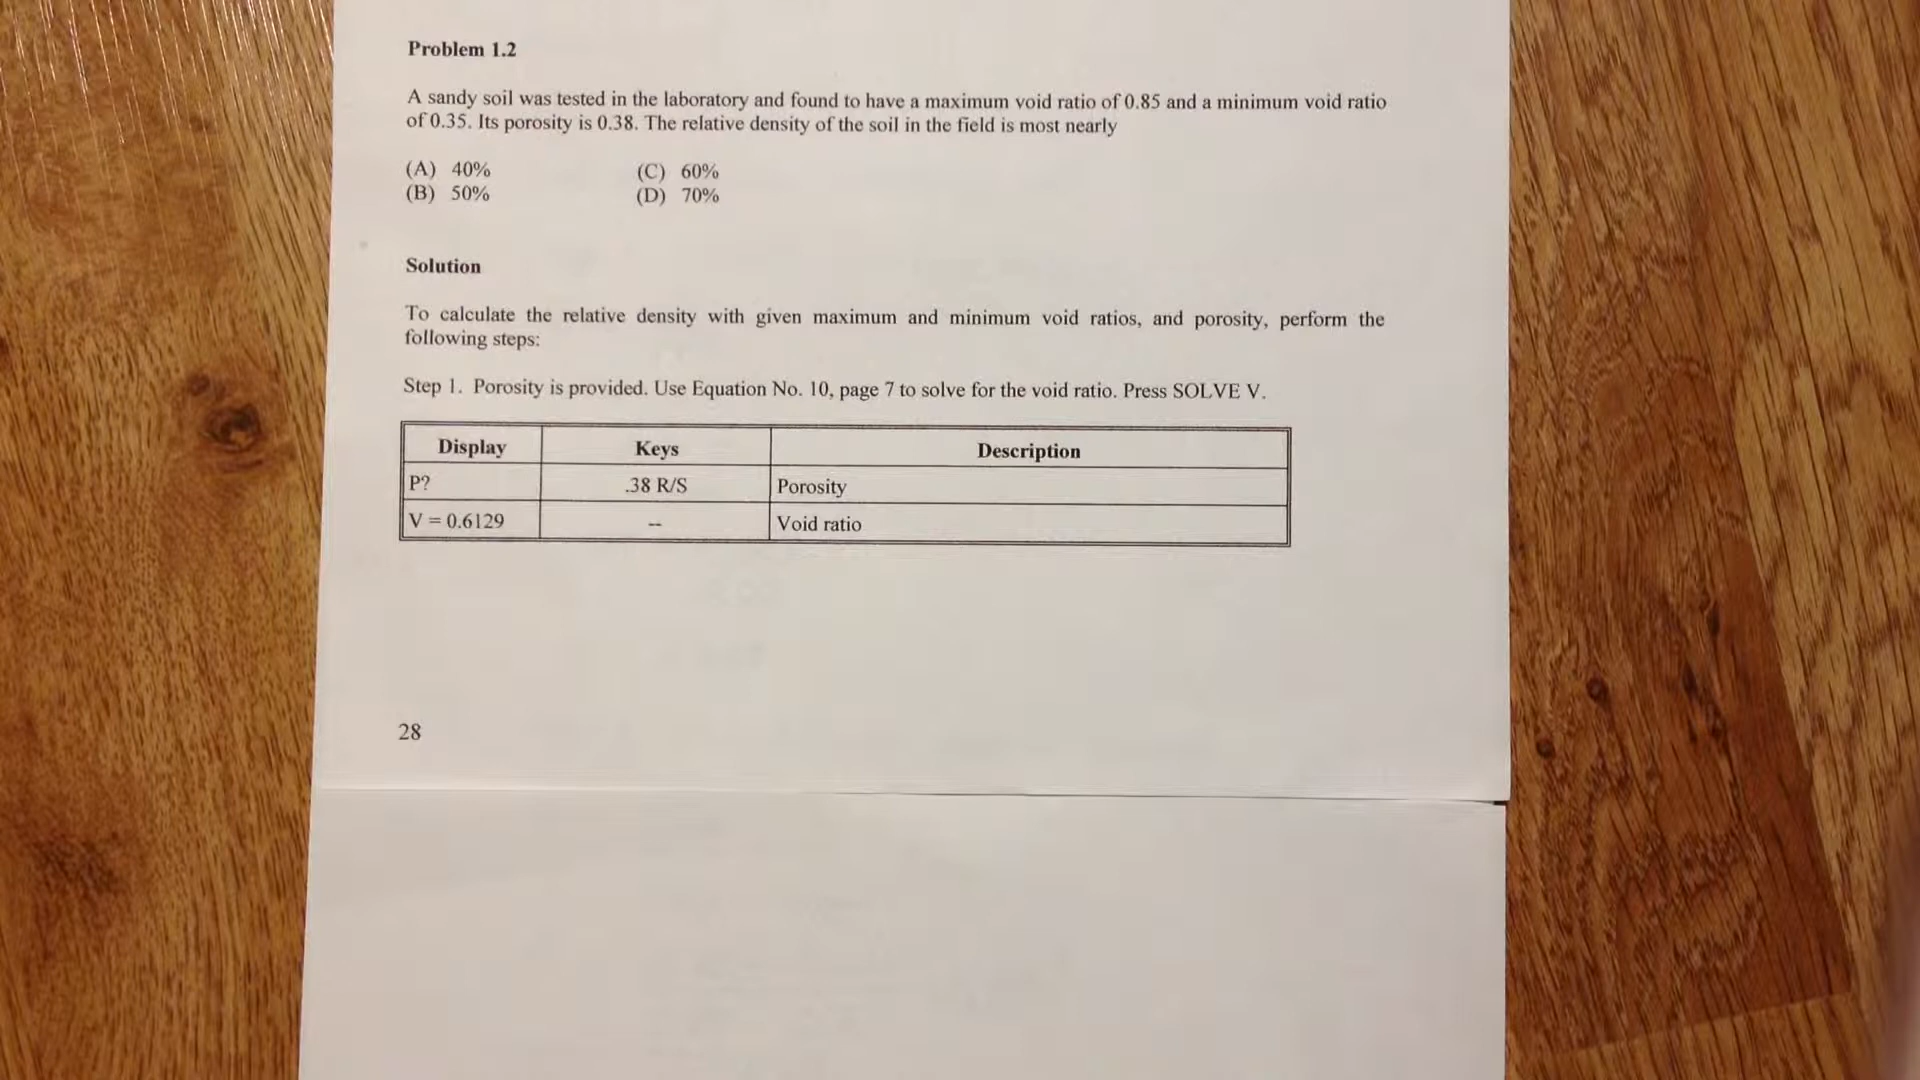 Problem 1.2
A sandy soil was tested in the laboratory and found to have a maximum void ratio of 0.85 and a minimum void ratio
of 0.35. Its porosity is 0.38. The relative density of the soil in the field is most nearly
(A) 40% (C) 60%
(B) 50% (D) 70%
Solution
To calculate the relative density with given maximum and minimum void ratios, and porosity, perform the
following steps:
Step 1. Porosity is provided. Use Equation No. 10, page 7 to solve for the void ratio. Press SOLVE V.
Display Keys Description
P? .38 R/S Porosity
V = 0.6129 -- Void ratio
28